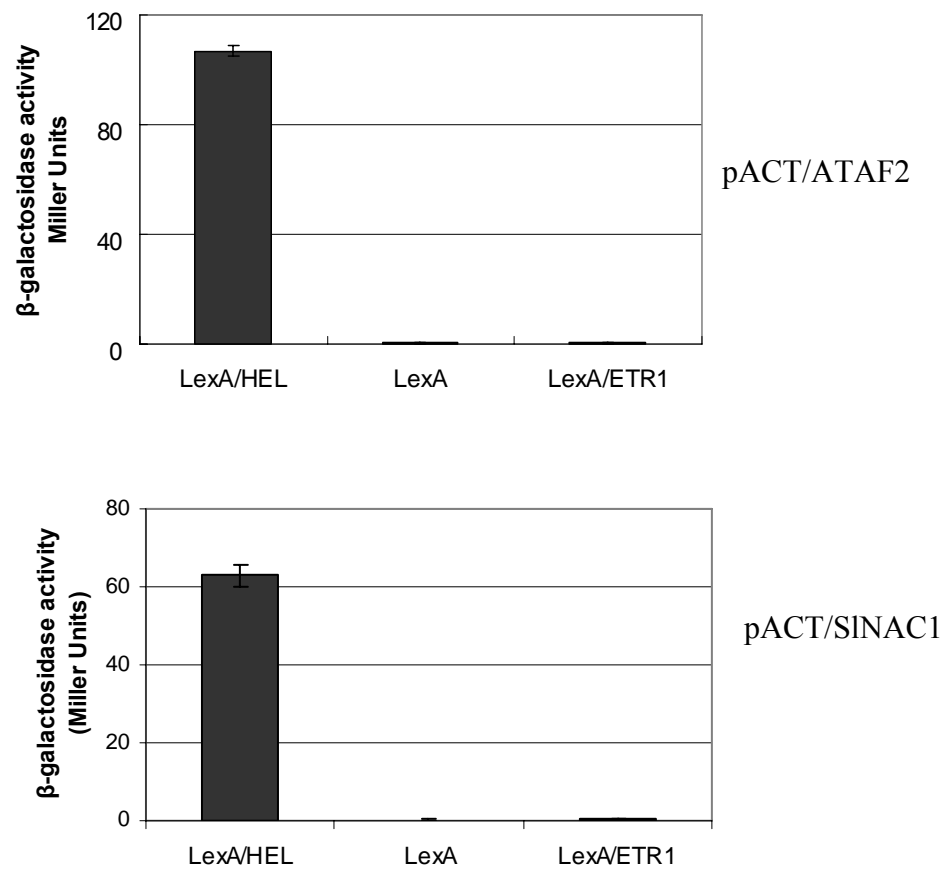 β-galactosidase activity
Miller Units
120
80
40
0
LexA/HEL LexA LexA/ETR1
pACT/ATAF2
β-galactosidase activity
(Miller Units)
80
60
40
20
0
LexA/HEL LexA LexA/ETR1
pACT/SlNAC1